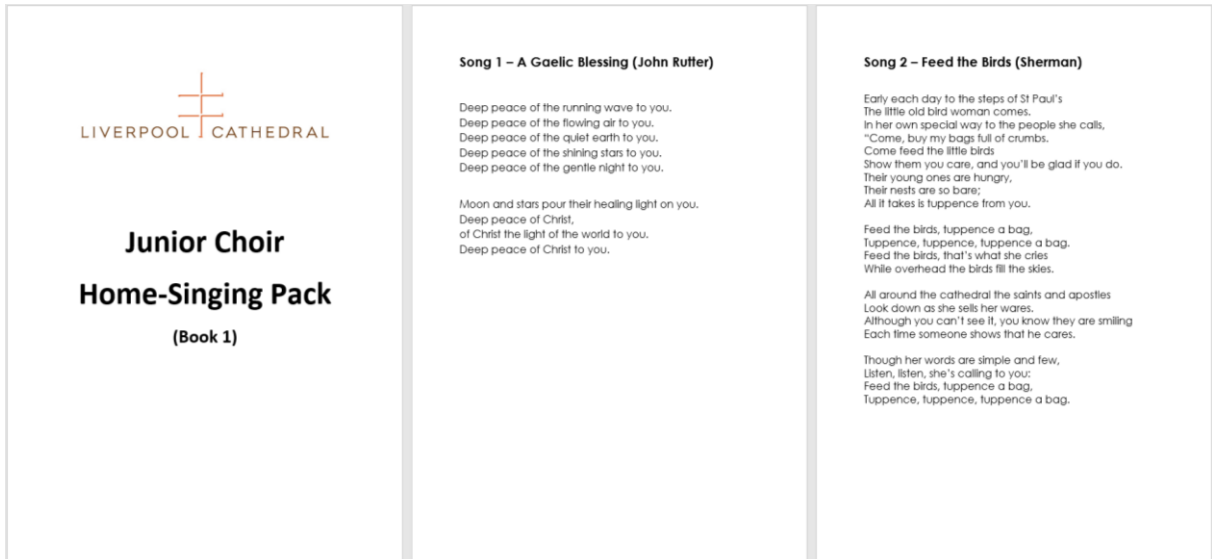 LIVERPOOL CATHEDRAL
Junior Choir
Home-Singing Pack
(Book 1)
Song 1 – A Gaelic Blessing (John Rutter)
Deep peace of the running wave to you.
Deep peace of the flowing air to you.
Deep peace of the quiet earth to you.
Deep peace of the shining stars to you.
Deep peace of the gentle night to you.
Moon and stars pour their healing light on you.
Deep peace of Christ,
of Christ the light of the world to you.
Deep peace of Christ to you.
Song 2 – Feed the Birds (Sherman)
Early each day to the steps of St Paul's
The little old bird woman comes.
In her own special way to the people she calls,
“Come, buy my bags full of crumbs.
Come feed the little birds
Show them you care, and you'll be glad if you do.
Their young ones are hungry,
Their nests are so bare;
All it takes is tuppence from you.
Feed the birds, tuppence a bag,
Tuppence, tuppence, tuppence a bag.
Feed the birds, that's what she cries
While overhead the birds fill the skies.
All around the cathedral the saints and apostles
Look down as she sells her wares.
Although you can't see it, you know they are smiling
Each time someone shows that he cares.
Though her words are simple and few,
Listen, listen, she's calling to you:
Feed the birds, tuppence a bag,
Tuppence, tuppence, tuppence a bag.